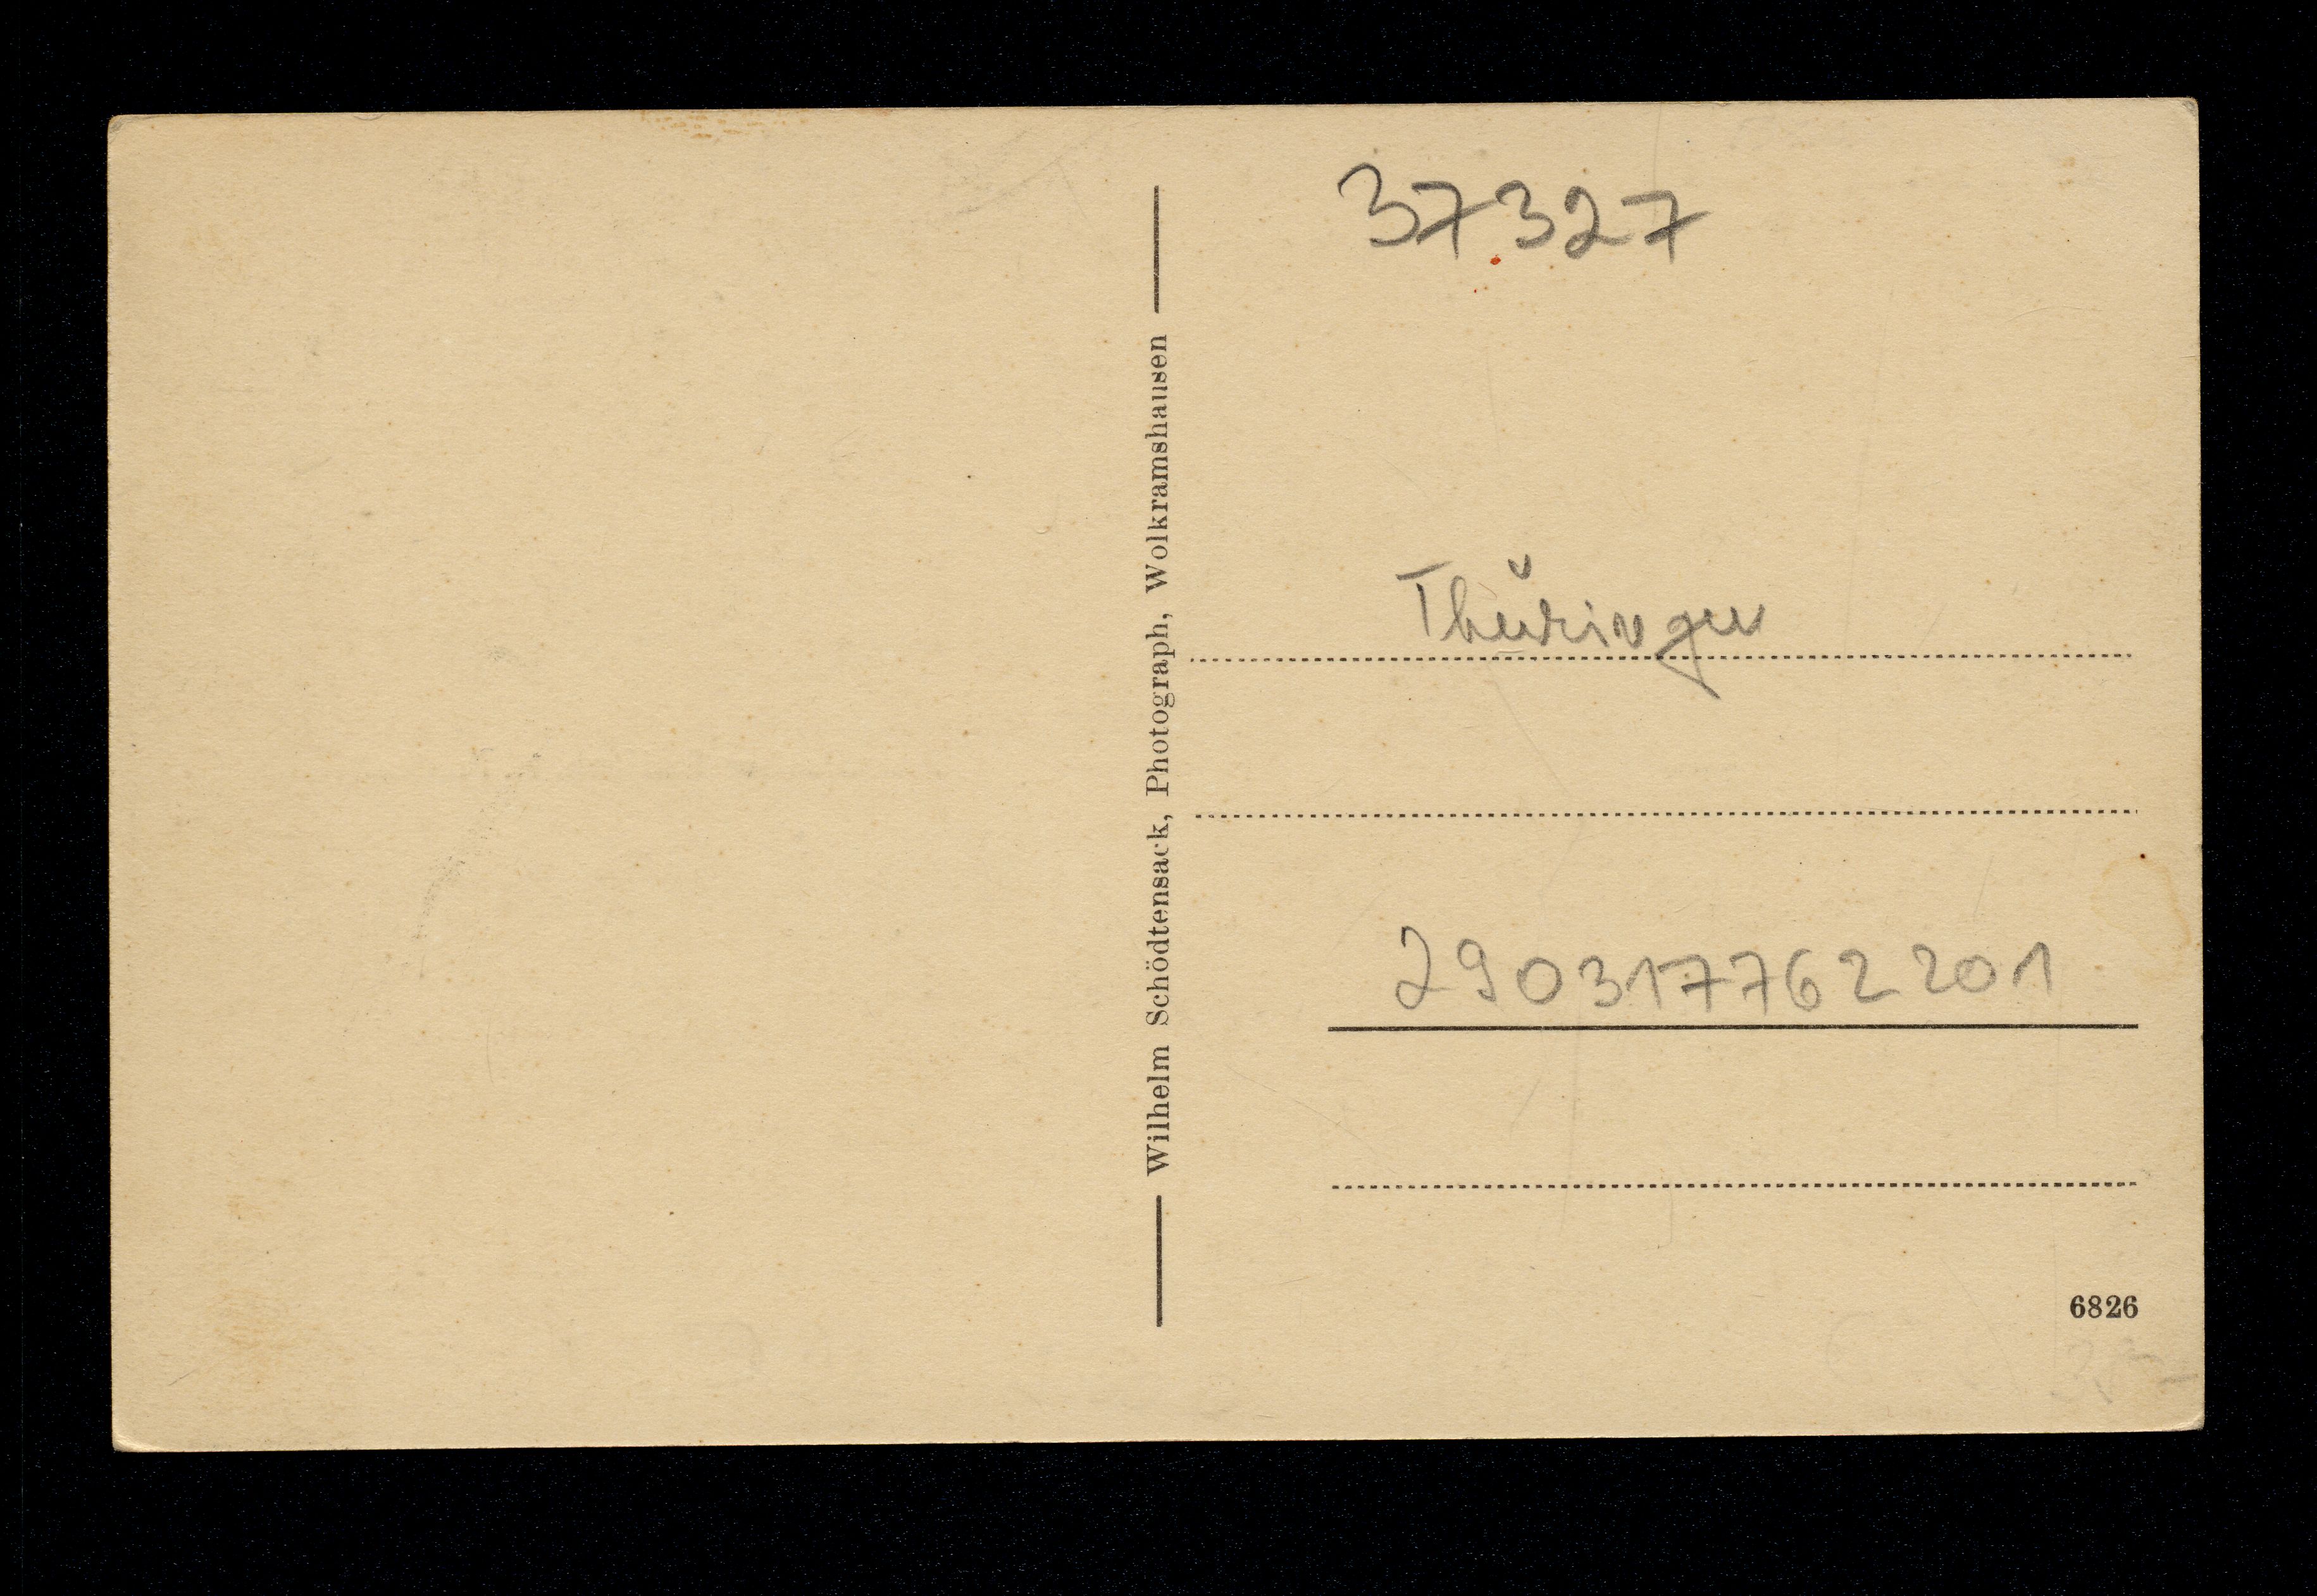 37327
Wilhelm Schödtensack, Photograph, Wolkramshausen
Thüringen
290317762201
6826